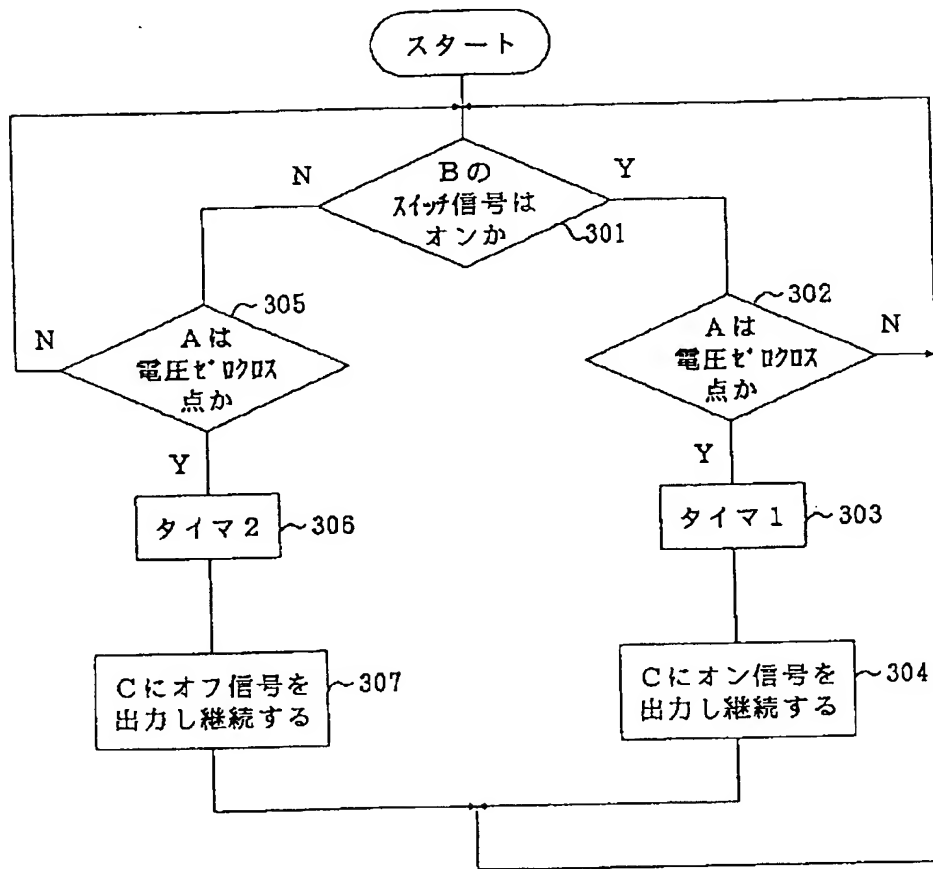 スタート
N
Bの
Y
スイッチ信号は
オンか
301
305
302
N
Aは
電圧ゼロクロス
点か
Aは
電圧ゼロクロス
点か
N
Y
Y
タイマ2
306
タイマ1
303
Cにオフ信号を
出力し継続する
307
Cにオン信号を
出力し継続する
304